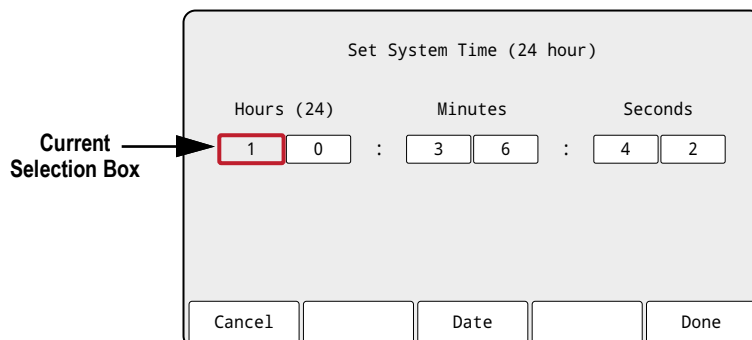 Set System Time (24 hour)
Hours (24) Minutes Seconds
Current
Selection Box
1 0 : 3 6 : 4 2
Cancel Date Done